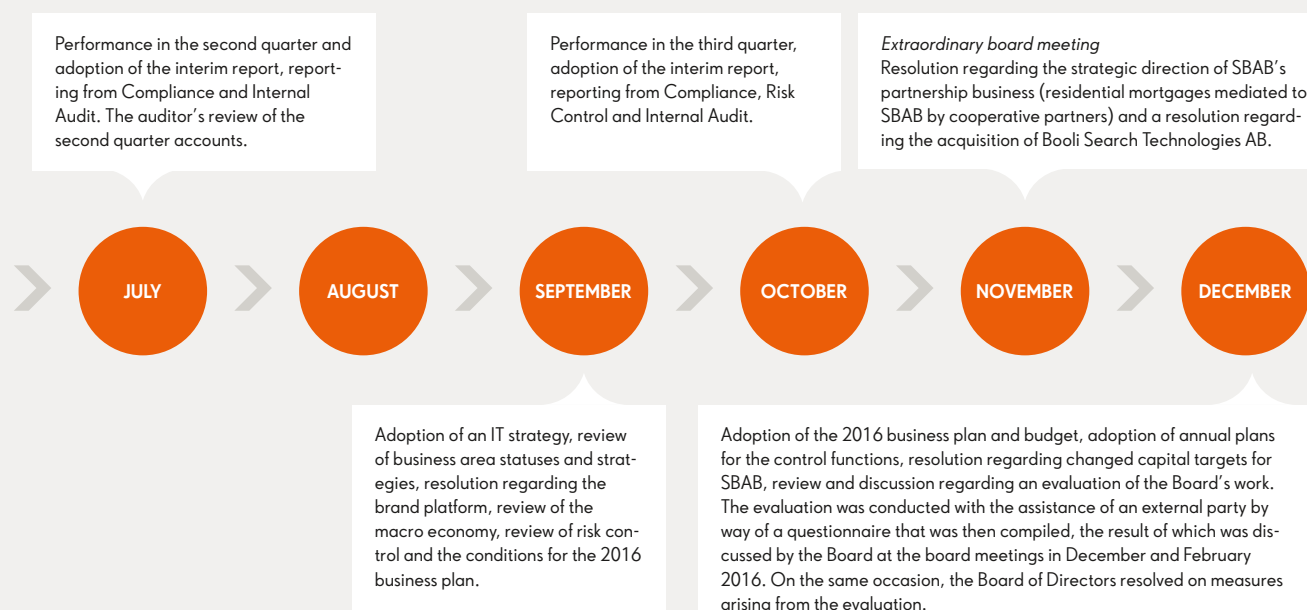 Performance in the second quarter and
adoption of the interim report, report-
ing from Compliance and Internal
Audit. The auditor's review of the
second quarter accounts.
Performance in the third quarter,
adoption of the interim report,
reporting from Compliance, Risk
Control and Internal Audit.
Extraordinary board meeting
Resolution regarding the strategic direction of SBAB's
partnership business (residential mortgages mediated to
SBAB by cooperative partners) and a resolution regard-
ing the acquisition of Booli Search Technologies AB.
JULY
AUGUST
SEPTEMBER
OCTOBER
NOVEMBER
DECEMBER
Adoption of an IT strategy, review
of business area statuses and strat-
egies, resolution regarding the
brand platform, review of the
macro economy, review of risk con-
trol and the conditions for the 2016
business plan.
Adoption of the 2016 business plan and budget, adoption of annual plans
for the control functions, resolution regarding changed capital targets for
SBAB, review and discussion regarding an evaluation of the Board's work.
The evaluation was conducted with the assistance of an external party by
way of a questionnaire that was then compiled, the result of which was dis-
cussed by the Board at the board meetings in December and February
2016. On the same occasion, the Board of Directors resolved on measures
arising from the evaluation.